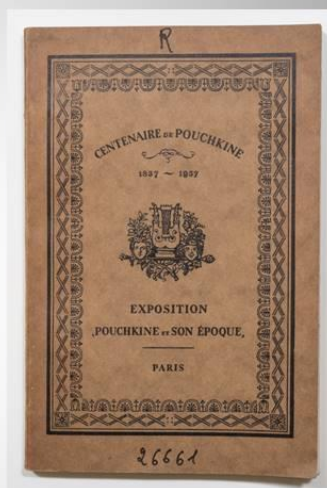 R
CENTENAIRE DE POUCHKINE
1837 ~ 1937
EXPOSITION
„POUCHKINE ET SON ÉPOQUE„
PARIS
26661